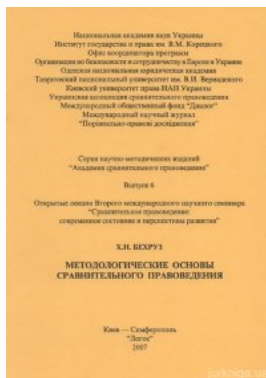 Национальная академия наук Украины
Институт государства и права им. В.М. Корецкого
Офис координатора программ
Организации по безопасности и сотрудничеству в Европе в Украине
Одесская национальная юридическая академия
Таврический национальный университет им. В.И. Вернадского
Киевский университет права НАН Украины
Украинская ассоциация сравнительного правоведения
Международный общественный фонд "Диалог"
Международный научный журнал
"Порівняльно-правові дослідження"
Серия научно-методических изданий
"Академия сравнительного правоведения"
Выпуск 6
Открытые лекции Второго международного научного семинара
"Сравнительное правоведение:
современное состояние и перспективы развития"
Х.Н. БЕХРУЗ
МЕТОДОЛОГИЧЕСКИЕ ОСНОВЫ
СРАВНИТЕЛЬНОГО ПРАВОВЕДЕНИЯ
Киев — Симферополь
"Логос"
2007